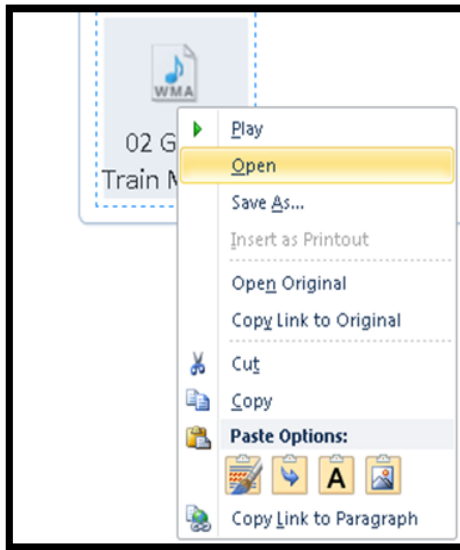 WMA
02 G
Train
Play
Open
Save As...
Insert as Printout
Open Original
Copy Link to Original
Cut
Copy
Paste Options:
A
Copy Link to Paragraph